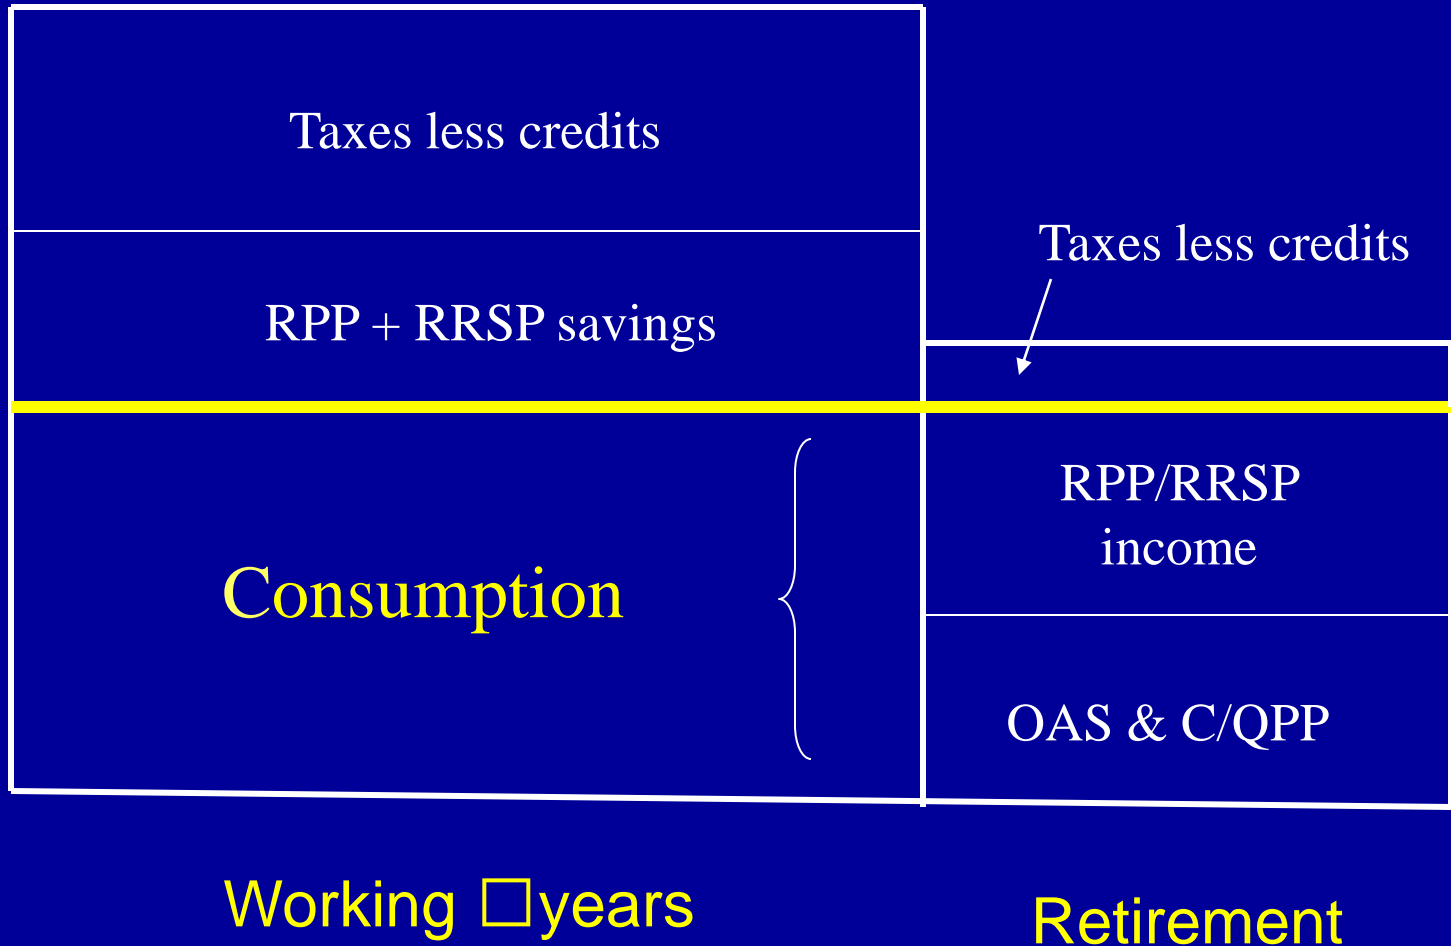 Taxes less credits
RPP + RRSP savings
Consumption
Taxes less credits
RPP/RRSP
income
OAS & C/QPP
Working □years
Retirement